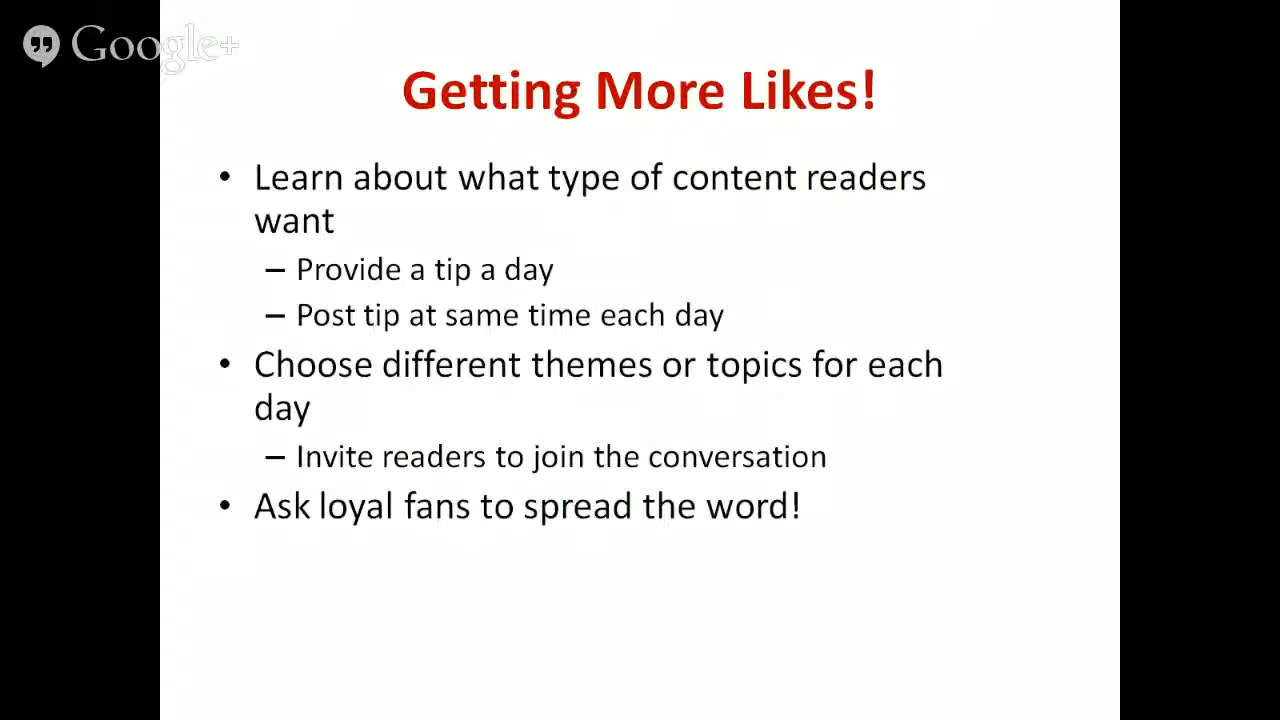 Google+
Getting More Likes!
• Learn about what type of content readers
want
– Provide a tip a day
– Post tip at same time each day
• Choose different themes or topics for each
day
– Invite readers to join the conversation
• Ask loyal fans to spread the word!